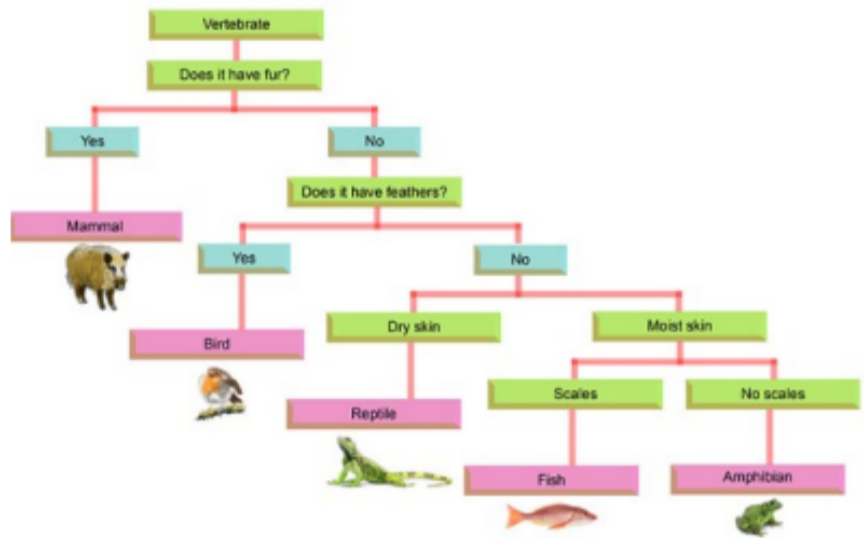 Vertebrate
Does it have fur?
Yes
No
Does it have feathers?
Mammal
Yes
No
Dry skin
Moist skin
Bird
Scales
No scales
Reptile
Fish
Amphibian